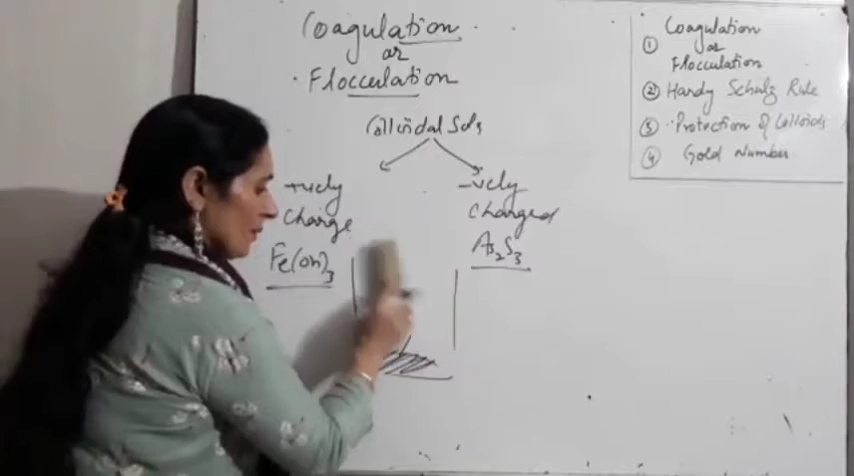 Coagulation
or
Flocculation
Colloidal Sols
+vely
Charge
Fe(OH)3
-vely
Charged
As2S3
① Coagulation
or
Flocculation
② Hardy Schulz Rule
③ Protection of Colloids
④ Gold Number